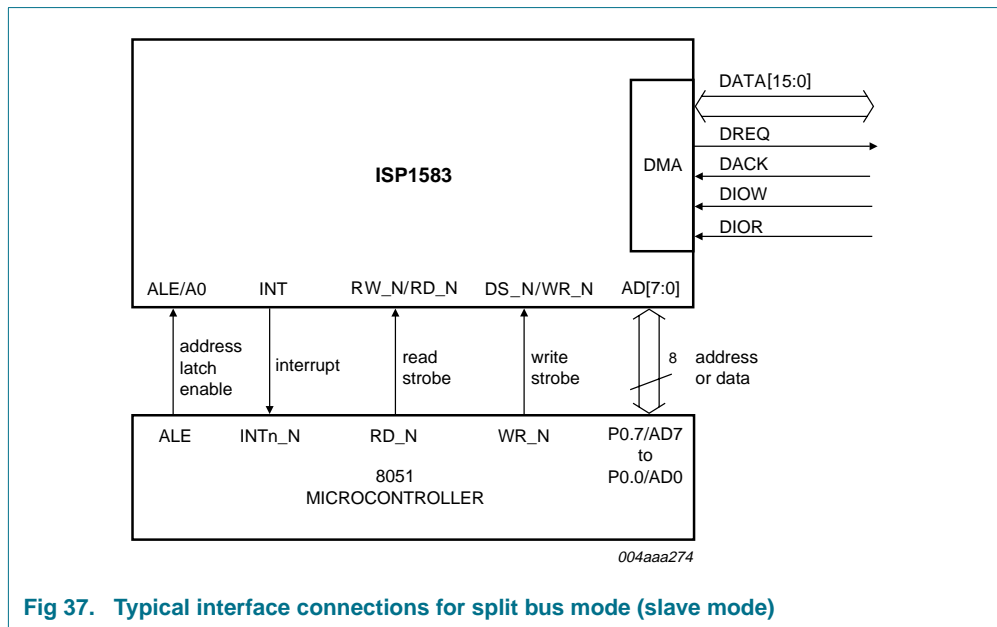 DATA[15:0]
DREQ
DACK
DIOW
DIOR
DMA
ISP1583
ALE/A0
INT
RW_N/RD_N
DS_N/WR_N
AD[7:0]
address
latch
enable
interrupt
read
strobe
write
strobe
8
address
or data
ALE
INTn_N
RD_N
WR_N
P0.7/AD7
to
P0.0/AD0
8051
MICROCONTROLLER
004aaa274
Fig 37. Typical interface connections for split bus mode (slave mode)